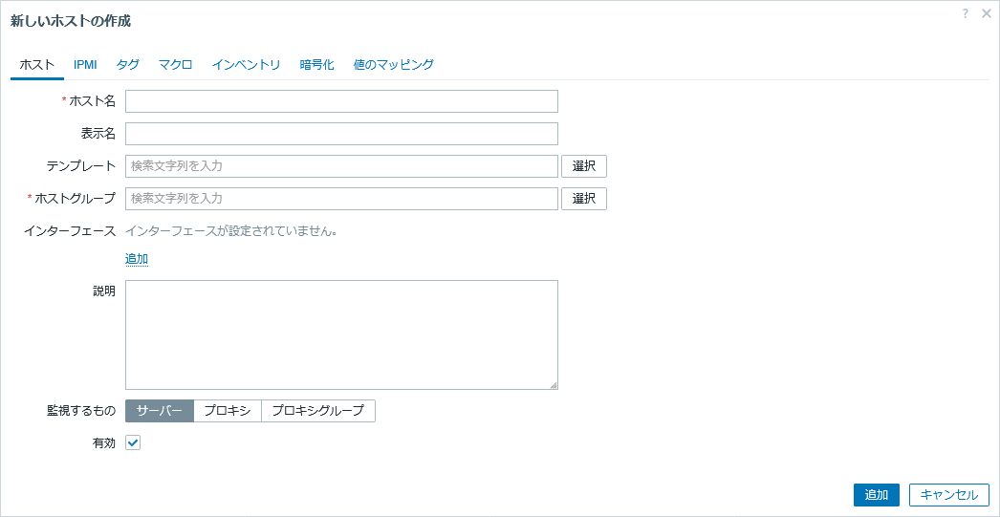 新しいホストの作成
? ×
ホスト IPMI タグ マクロ インベントリ 暗号化 値のマッピング
* ホスト名
表示名
テンプレート 検索文字列を入力 選択
* ホストグループ 検索文字列を入力 選択
インターフェース インターフェースが設定されていません。
追加
説明
監視するもの サーバー プロキシ プロキシグループ
有効
追加 キャンセル